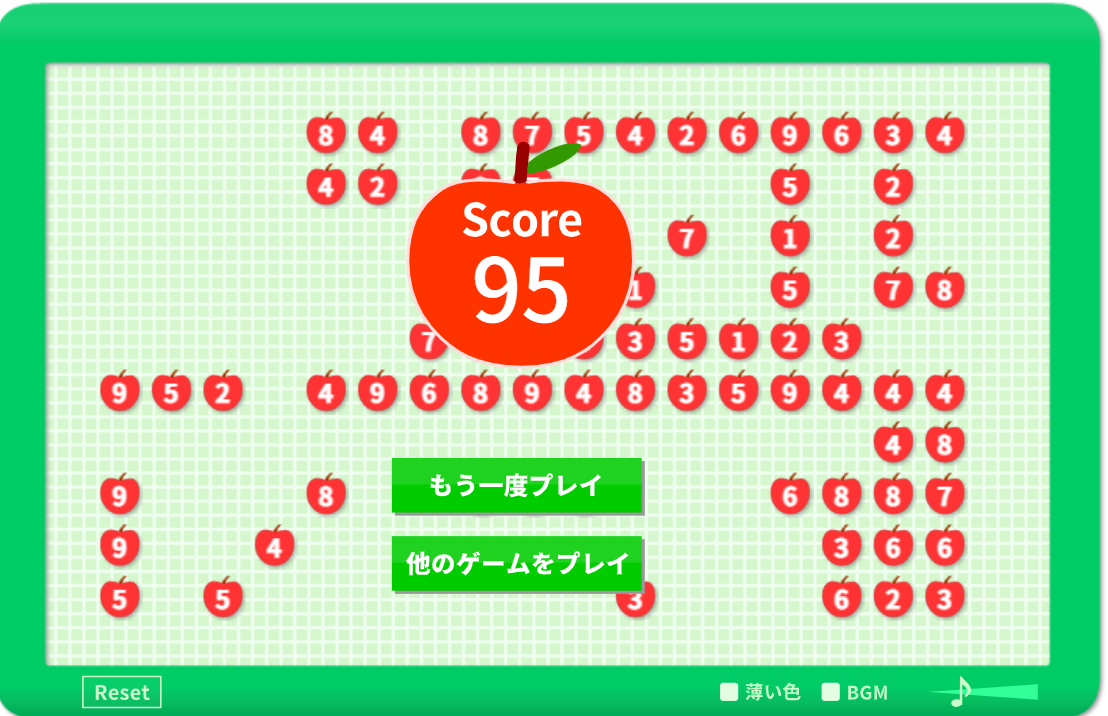 8 4 8 7 5 4 2 6 9 6 3 4
4 2 5 2
Score
7 1 2
95
1 5 7 8
7 3 5 1 2 3
9 5 2 4 9 6 8 9 4 8 3 5 9 4 4 4
4 8
もう一度プレイ
9 8 6 8 8 7
9 4 3 6 6
他のゲームをプレイ
5 5 3 6 2 3
Reset
薄い色
BGM